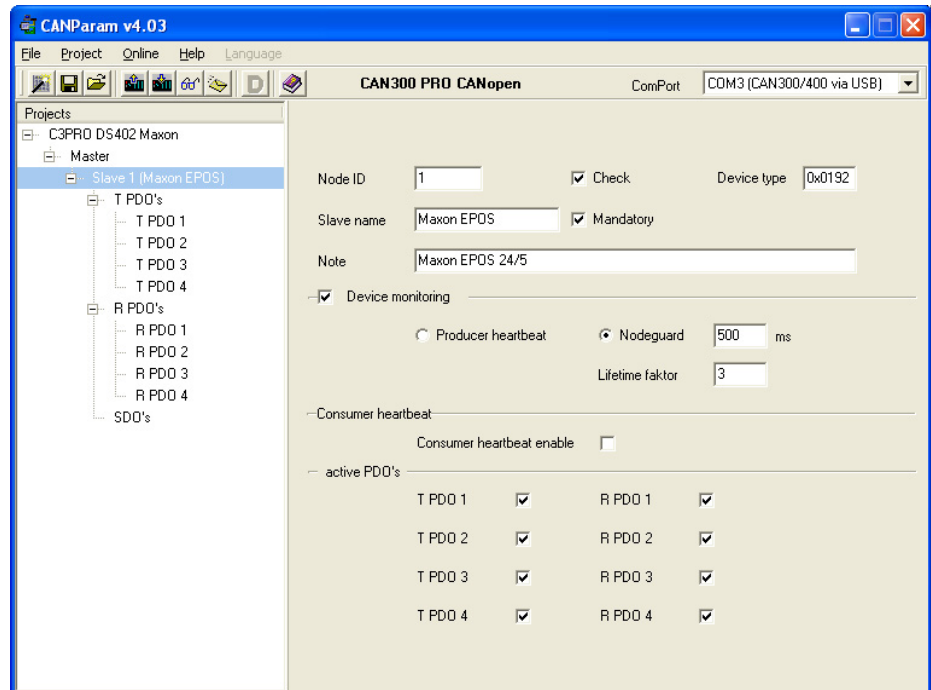 CANParam v4.03
File Project Online Help Language
D CAN300 PRO CANopen ComPort COM3 (CAN300/400 via USB)
Projects
C3PRO DS402 Maxon
Master
Slave 1 (Maxon EPOS)
T PDO's
T PDO 1
T PDO 2
T PDO 3
T PDO 4
R PDO's
R PDO 1
R PDO 2
R PDO 3
R PDO 4
SDO's
Node ID 1 Check Device type 0x0192
Slave name Maxon EPOS Mandatory
Note Maxon EPOS 24/5
Device monitoring
Producer heartbeat Nodeguard 500 ms
Lifetime faktor 3
Consumer heartbeat
Consumer heartbeat enable
active PDO's
T PDO 1 R PDO 1
T PDO 2 R PDO 2
T PDO 3 R PDO 3
T PDO 4 R PDO 4